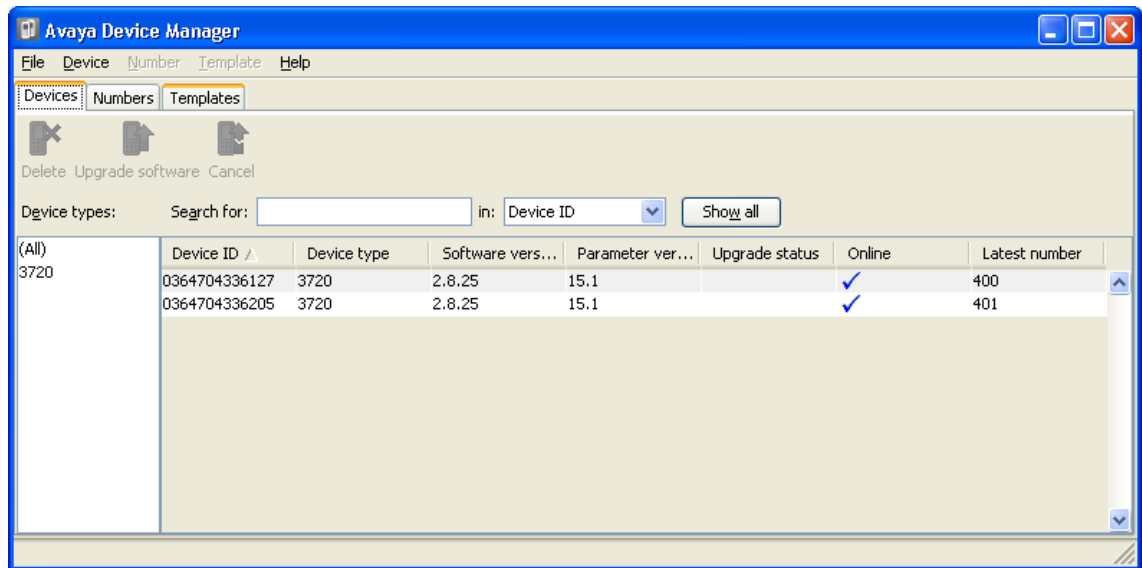 Avaya Device Manager
File Device Number Template Help
Devices Numbers Templates
Delete Upgrade software Cancel
Device types: Search for: in: Device ID Show all
(All) Device ID Device type Software vers... Parameter ver... Upgrade status Online Latest number
3720 0364704336127 3720 2.8.25 15.1 400
0364704336205 3720 2.8.25 15.1 401